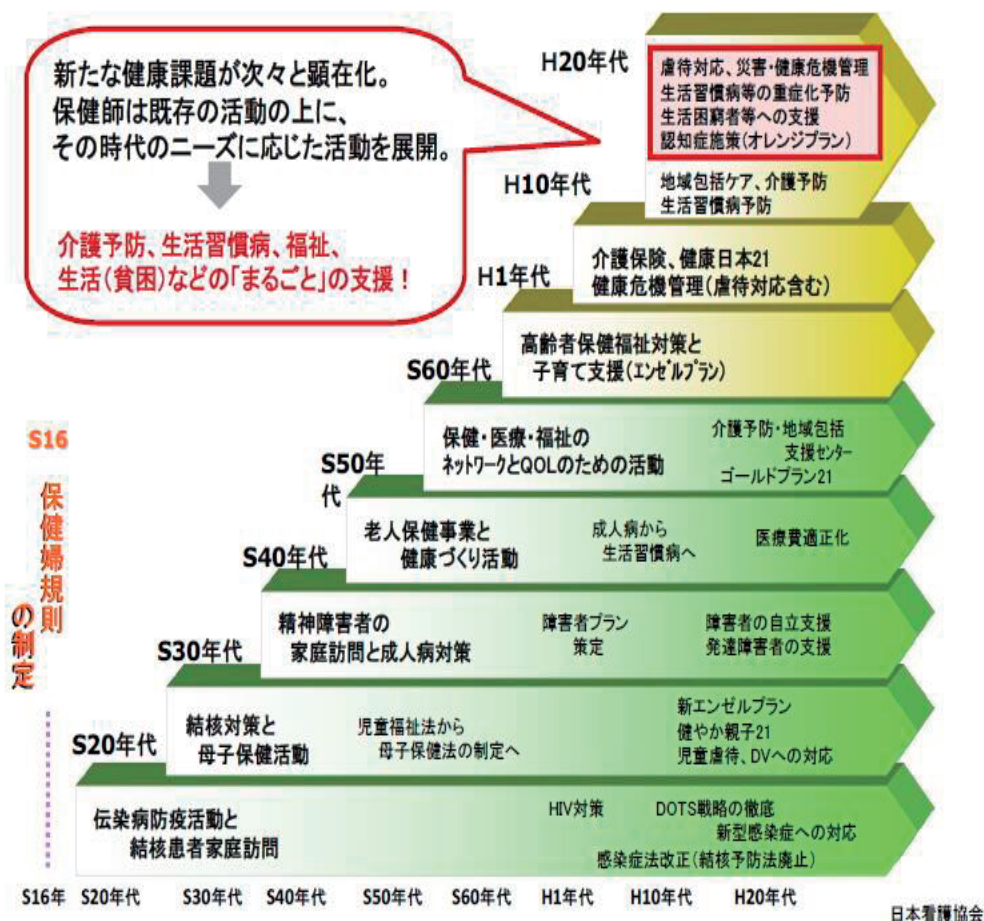 新たな健康課題が次々と顕在化。
保健師は既存の活動の上に、
その時代のニーズに応じた活動を展開。
介護予防、生活習慣病、福祉、
生活(貧困)などの「まるごと」の支援！
H20年代
虐待対応、災害・健康危機管理
生活習慣病等の重症化予防
生活困窮者等への支援
認知症施策(オレンジプラン)
地域包括ケア、介護予防
生活習慣病予防
H10年代
介護保険、健康日本21
健康危機管理(虐待対応含む)
H1年代
高齢者保健福祉対策と
子育て支援(エンゼルプラン)
S60年代
保健・医療・福祉の
ネットワークとQOLのための活動
介護予防・地域包括
支援センター
ゴールドプラン21
S50年
代
老人保健事業と
健康づくり活動
成人病から
生活習慣病へ
医療費適正化
S40年代
精神障害者の
家庭訪問と成人病対策
障害者プラン
策定
障害者の自立支援
発達障害者の支援
S30年代
結核対策と
母子保健活動
児童福祉法から
母子保健法の制定へ
新エンゼルプラン
健やか親子21
児童虐待、DVへの対応
S20年代
伝染病防疫活動と
結核患者家庭訪問
HIV対策
DOTS戦略の徹底
新型感染症への対応
感染症法改正(結核予防法廃止)
S16
保健婦規則
の制定
S16年 S20年代 S30年代 S40年代 S50年代 S60年代 H1年代 H10年代 H20年代
日本看護協会